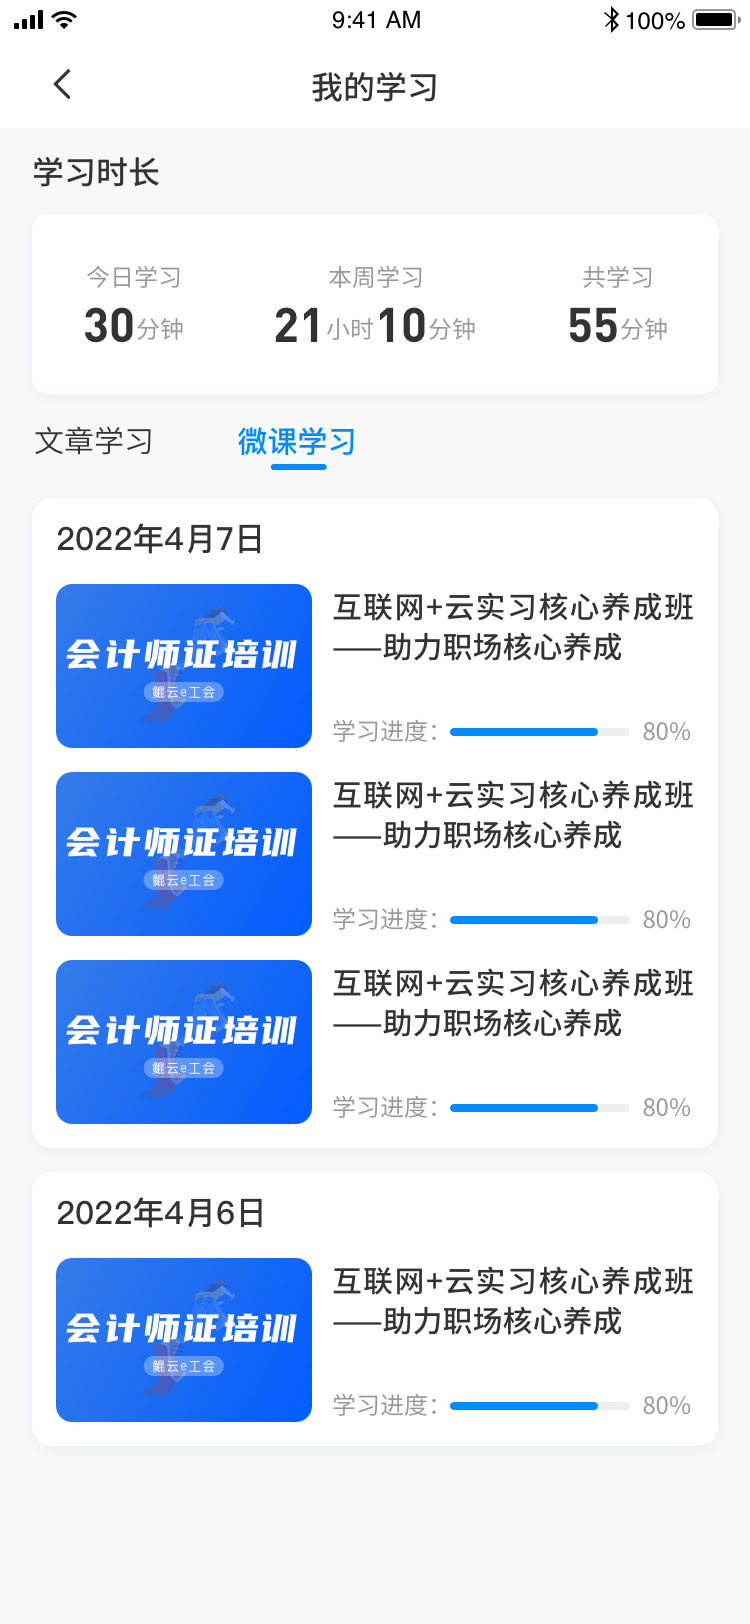 9:41 AM
100%
我的学习
学习时长
今日学习
本周学习
共学习
30分钟
21小时10分钟
55分钟
文章学习
微课学习
2022年4月7日
会计师证培训
鲲云e工会
互联网+云实习核心养成班
——助力职场核心养成
学习进度：
80%
会计师证培训
鲲云e工会
互联网+云实习核心养成班
——助力职场核心养成
学习进度：
80%
会计师证培训
鲲云e工会
互联网+云实习核心养成班
——助力职场核心养成
学习进度：
80%
2022年4月6日
会计师证培训
鲲云e工会
互联网+云实习核心养成班
——助力职场核心养成
学习进度：
80%